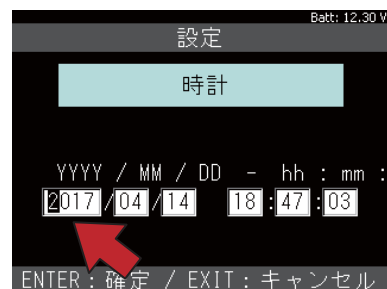 Batt: 12.30 V
設定
時計
YYYY / MM / DD - hh : mm :
2017/04/14 18:47:03
ENTER:確定 / EXIT:キャンセル